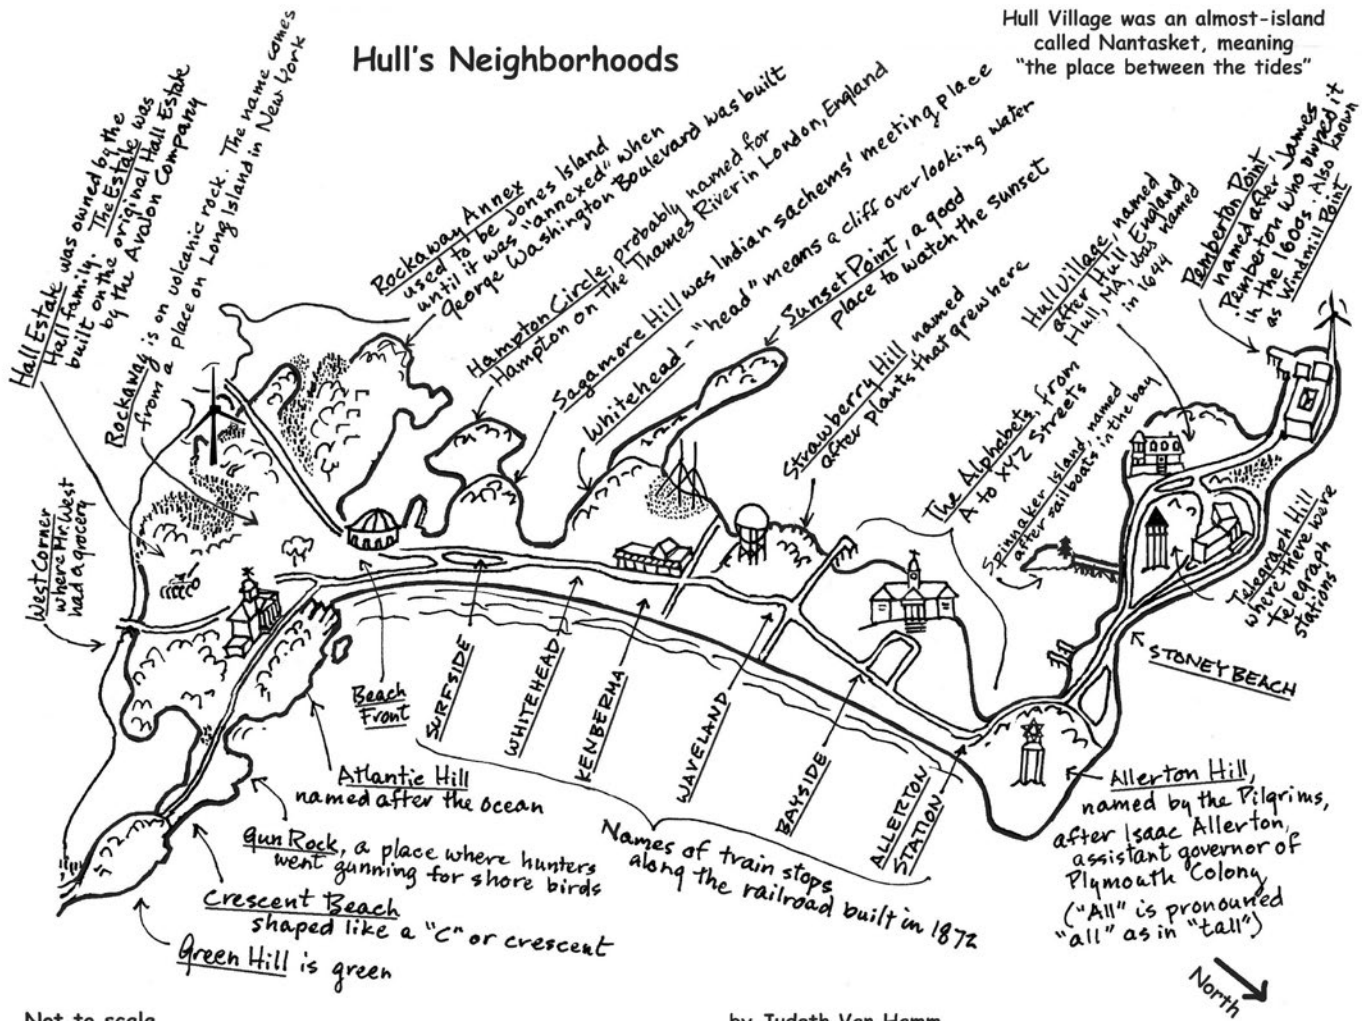 Hull's Neighborhoods
Hull Village was an almost-island
called Nantasket, meaning
"the place between the tides"
Hall Estate was owned by the
Hall family. The Estate was
built on the original Hall Estate
by the Avalon Company
Rockaway is on volcanic rock. The name comes
from a place on Long Island in New York
Rockaway Annex
used to be Jones Island
until it was "annexed" when
George Washington Boulevard was built
Hampton Circle, probably named for
Hampton on The Thames River in London, England
Sagamore Hill was Indian sachems' meeting place
Whitehead - "head" means a cliff over looking water
Sunset Point, a good
place to watch the sunset
Strawberry Hill, named
after plants that grew here
The Alphabets, from
A to XYZ Streets
Spinnaker Island, named
after sailboats in the bay
Hull Village, named
after Hull, England
Hull, MA, was named
in 1644
Pemberton Point,
named after James
Pemberton who owned it
in the 1600s. Also known
as Windmill Point
Telegraph Hill
where there were
Telegraph
stations
STONEY BEACH
West Corner
where Mr. West
had a grocery
Beach
Front
SURFSIDE
WHITEHEAD
KENBERMA
WAVELAND
BAYSIDE
ALLERTON
STATION
Names of train stops
along the railroad built in 1872
Atlantic Hill
named after the ocean
Gun Rock, a place where hunters
went gunning for shore birds
Crescent Beach
shaped like a "C" or crescent
Green Hill is green
Allerton Hill,
named by the Pilgrims,
after Isaac Allerton,
assistant governor of
Plymouth Colony
("All" is pronouned
"all" as in "tall")
North
Not to scale
by Judeth Van Hamm